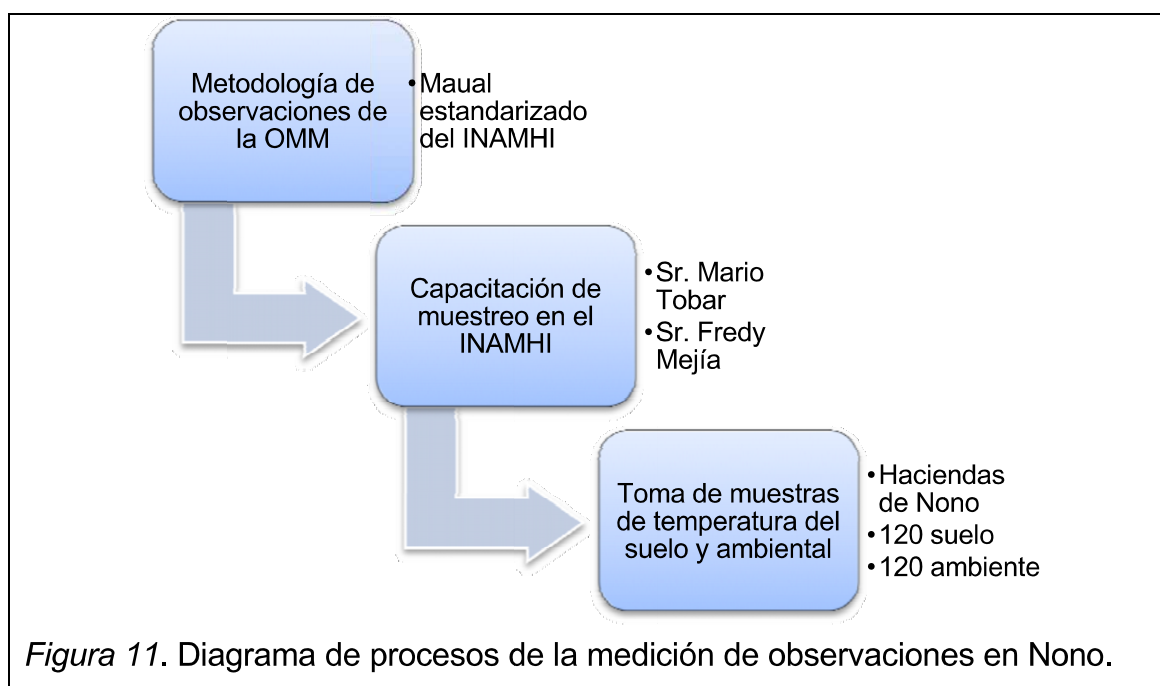 Metodología de
observaciones de
la OMM
•Maual
estandarizado
del INAMHI
Capacitación de
muestreo en el
INAMHI
•Sr. Mario
Tobar
•Sr. Fredy
Mejía
Toma de muestras
de temperatura del
suelo y ambiental
•Haciendas
de Nono
•120 suelo
•120 ambiente
Figura 11. Diagrama de procesos de la medición de observaciones en Nono.